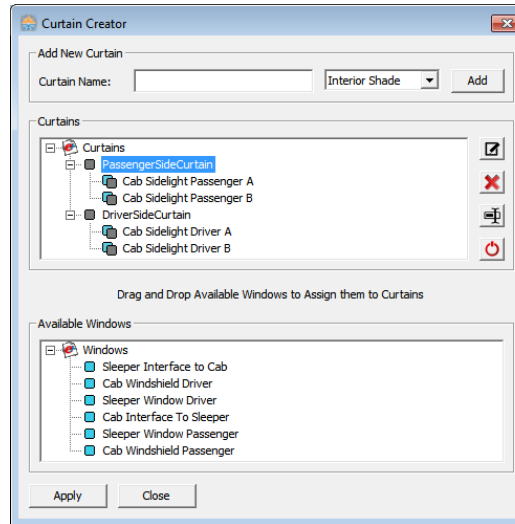 Curtain Creator
Add New Curtain
Curtain Name: Interior Shade Add
Curtains
Curtains
PassengerSideCurtain
Cab Sidelight Passenger A
Cab Sidelight Passenger B
DriverSideCurtain
Cab Sidelight Driver A
Cab Sidelight Driver B
Drag and Drop Available Windows to Assign them to Curtains
Available Windows
Windows
Sleeper Interface to Cab
Cab Windshield Driver
Sleeper Window Driver
Cab Interface To Sleeper
Sleeper Window Passenger
Cab Windshield Passenger
Apply Close